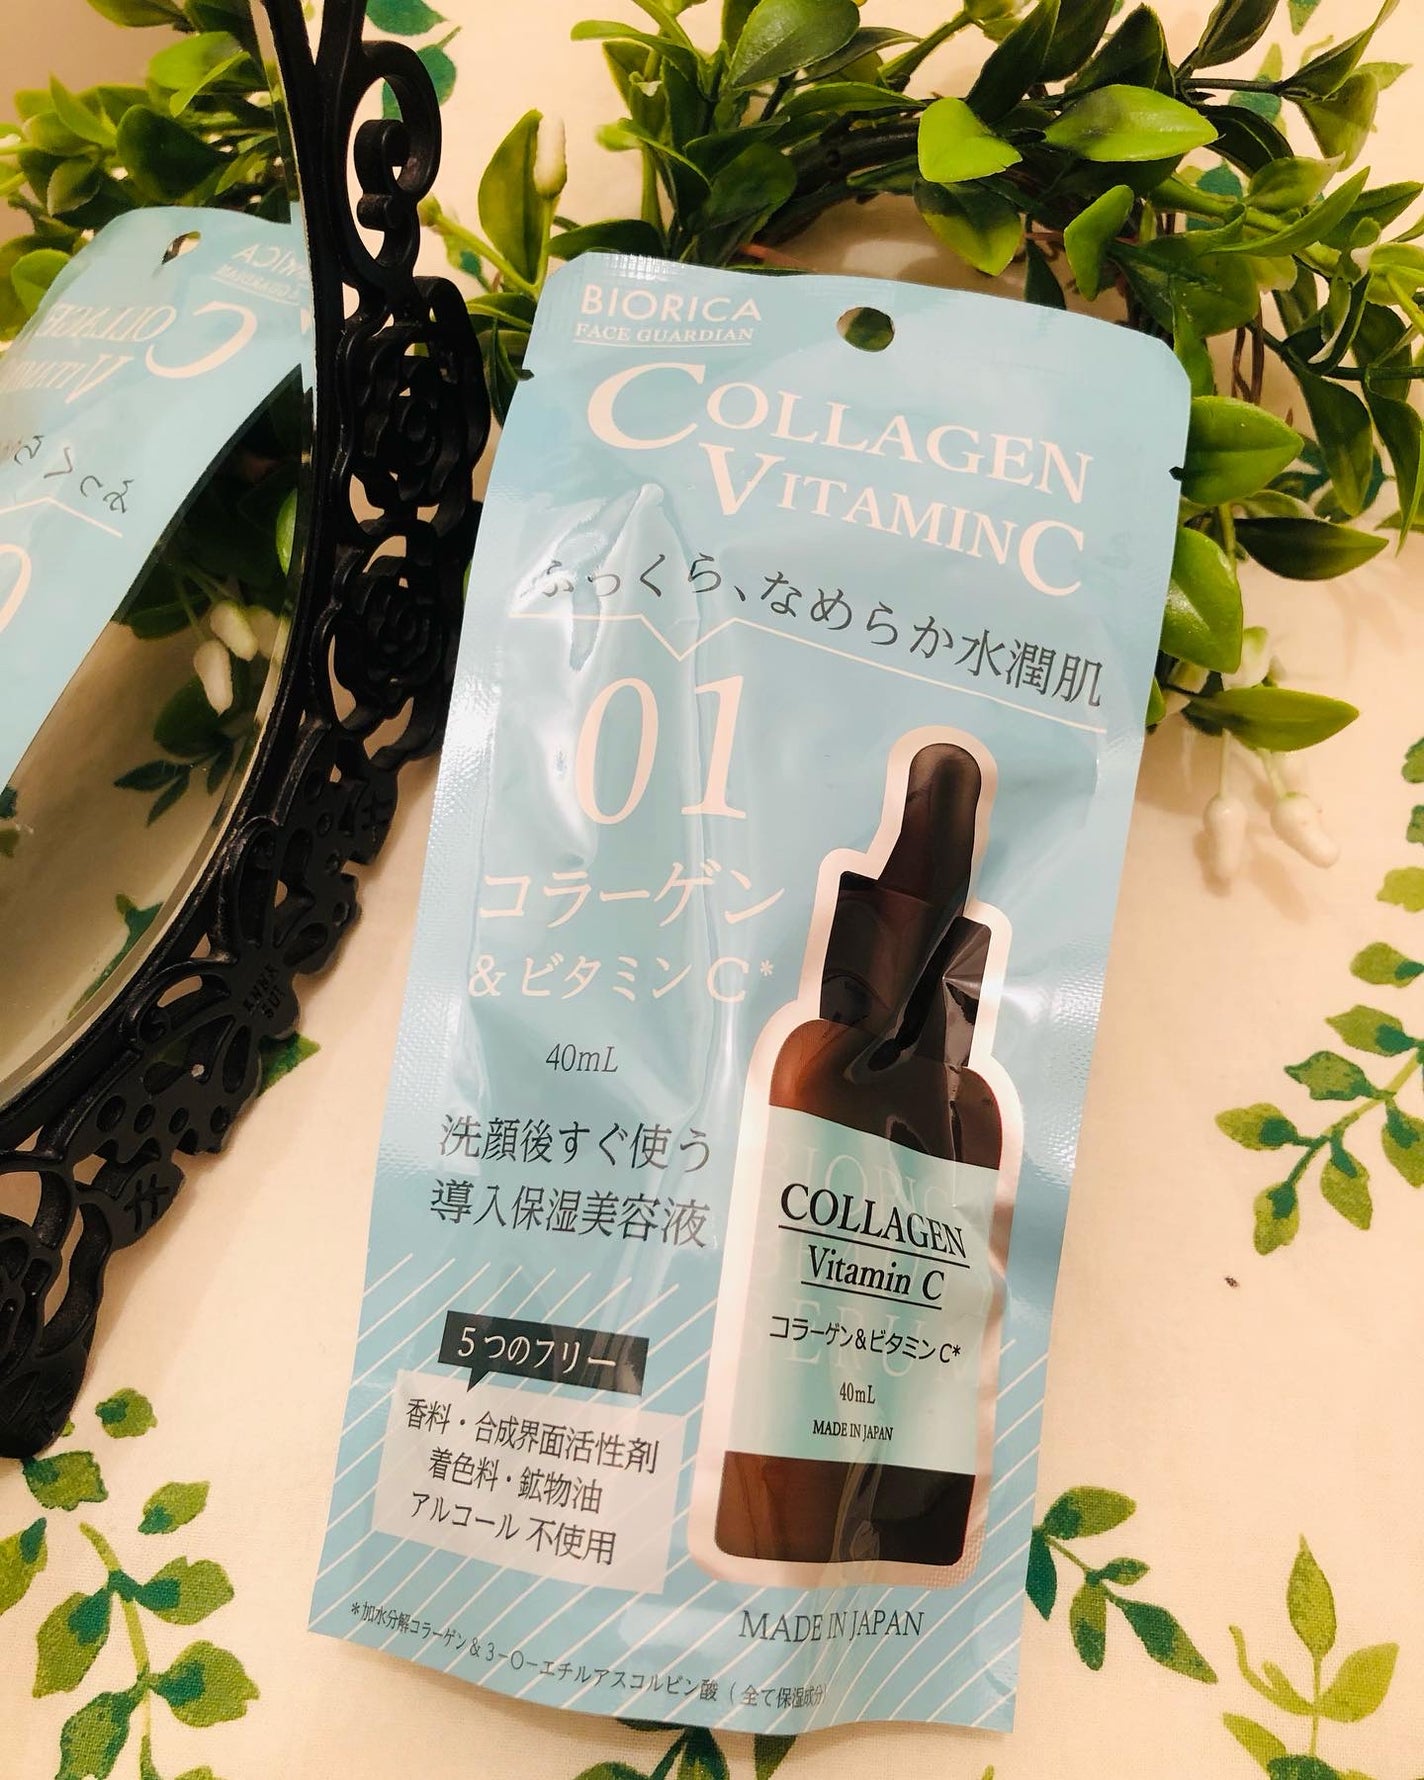 BIORICA
FACE GUARDIAN
COLLAGEN
VITAMINC
ふっくら、なめらか水潤肌
01
コラーゲン
&ビタミンC*
40mL
洗顔後すぐ使う
導入保湿美容液
5つのフリー
香料・合成界面活性剤
着色料・鉱物油
アルコール 不使用
COLLAGEN
Vitamin C
コラーゲン&ビタミンC*
40mL
MADE IN JAPAN
MADE IN JAPAN
*加水分解コラーゲン&3-O-エチルアスコルビン酸(全て保湿成分)
ANNA
SUI